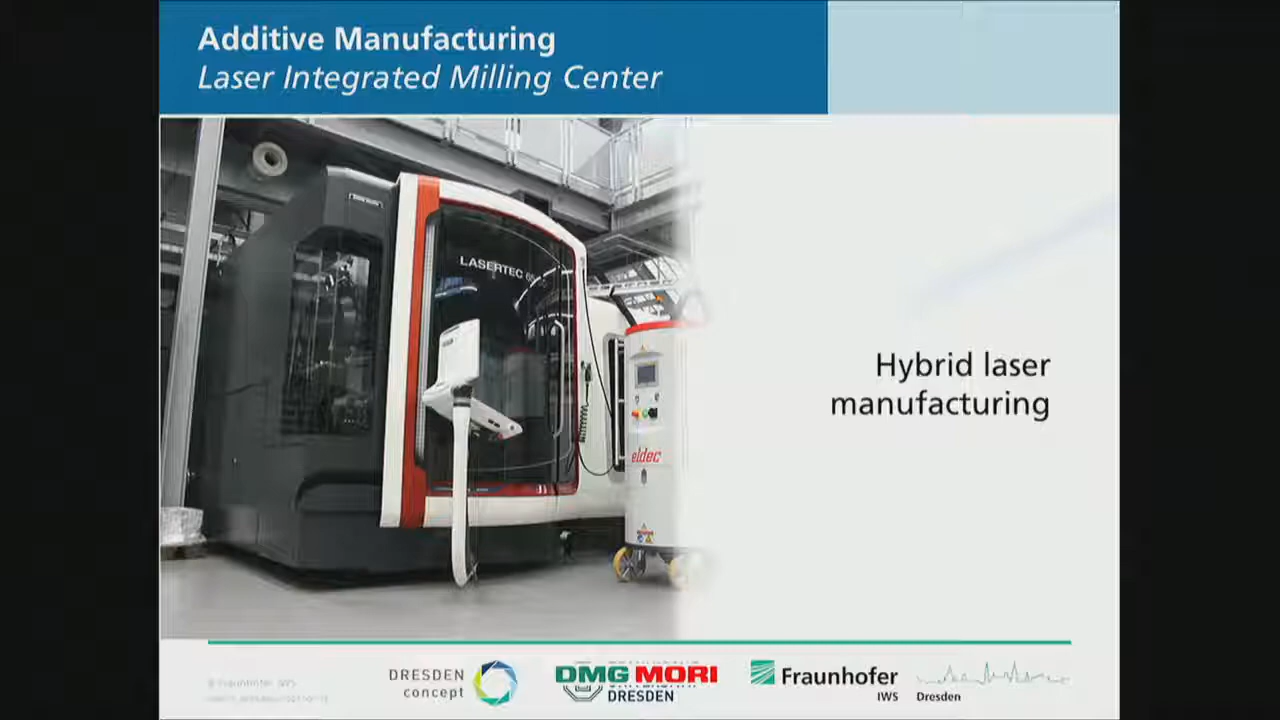 Additive Manufacturing
Laser Integrated Milling Center
LASERTEC 65
Hybrid laser
manufacturing
eldec
DRESDEN
concept
DMG MORI
DRESDEN
Fraunhofer
IWS
Dresden